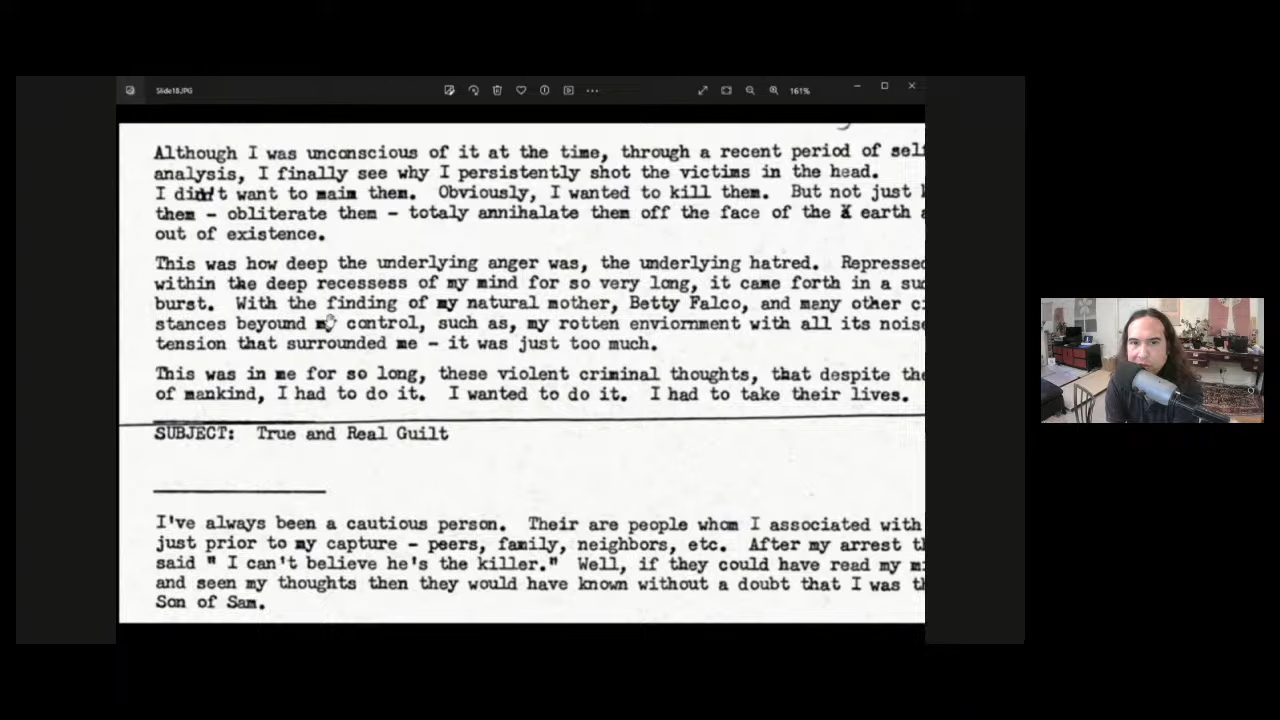 Slide18.JPG
161%
Although I was unconscious of it at the time, through a recent period of self
analysis, I finally see why I persistently shot the victims in the head.
I didn't want to maim them. Obviously, I wanted to kill them. But not just
them - obliterate them - totaly annihalate them off the face of the X earth
out of existence.
This was how deep the underlying anger was, the underlying hatred. Repressed
within the deep recessess of my mind for so very long, it came forth in a
burst. With the finding of my natural mother, Betty Falco, and many other
stances beyound my control, such as, my rotten enviornment with all its
tension that surrounded me - it was just too much.
This was in me for so long, these violent criminal thoughts, that despite
of mankind, I had to do it. I wanted to do it. I had to take their lives.
SUBJECT: True and Real Guilt
I've always been a cautious person. Their are people whom I associated with
just prior to my capture - peers, family, neighbors, etc. After my arrest
said " I can't believe he's the killer." Well, if they could have read my
and seen my thoughts then they would have known without a doubt that I was
Son of Sam.